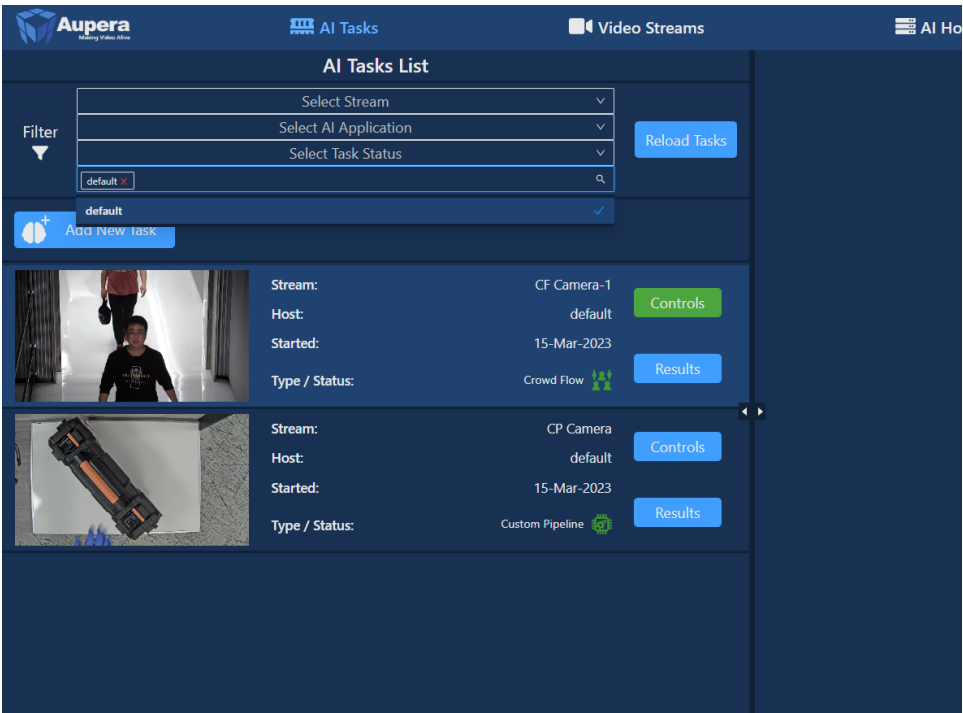 Aupera
Making Video Alive
AI Tasks
Video Streams
AI Ho
AI Tasks List
Filter
Select Stream
Select AI Application
Select Task Status
default
default
Reload Tasks
Add New Task
Stream: CF Camera-1
Host: default
Started: 15-Mar-2023
Type / Status: Crowd Flow
Controls
Results
Stream: CP Camera
Host: default
Started: 15-Mar-2023
Type / Status: Custom Pipeline
Controls
Results